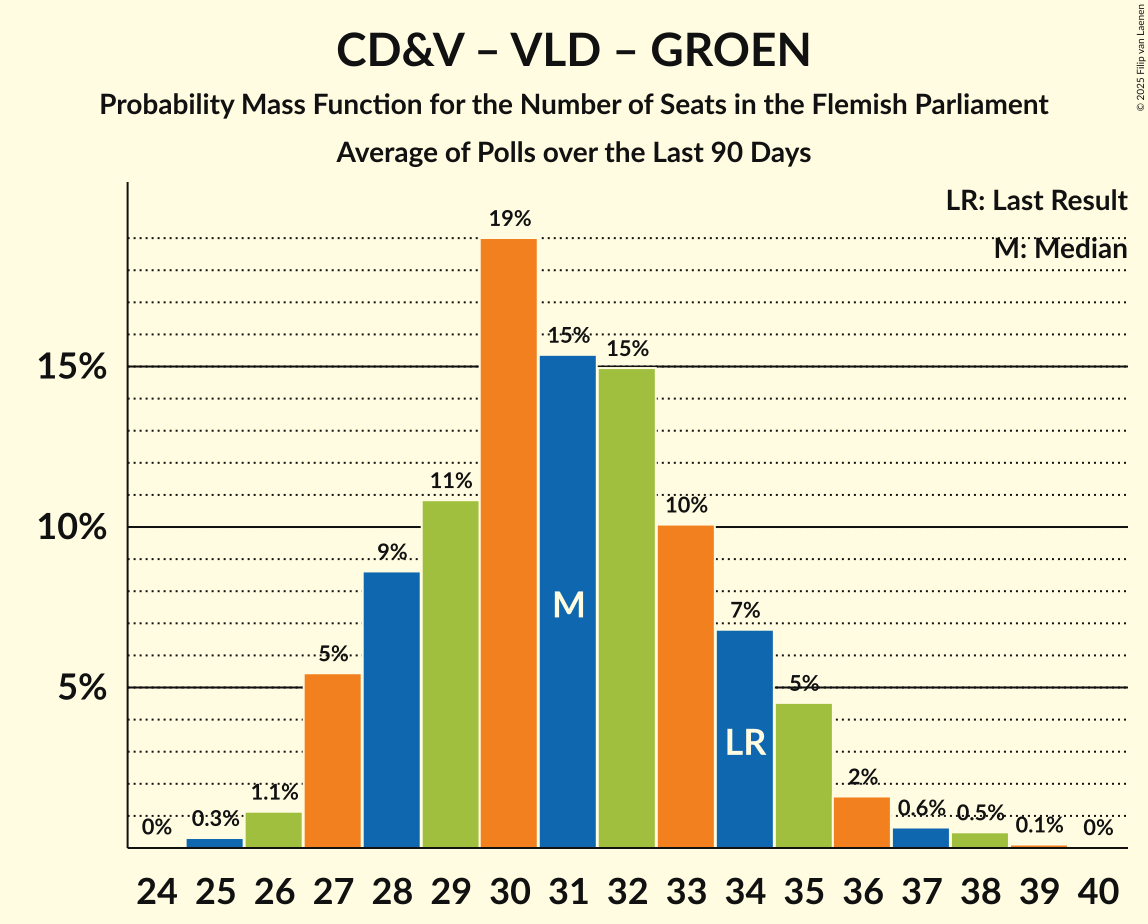 CD&V – VLD – GROEN
Probability Mass Function for the Number of Seats in the Flemish Parliament
Average of Polls over the Last 90 Days
© 2025 Filip van Laenen
LR: Last Result
M: Median
19%
15%
15%
15%
11%
10%
10%
9%
7%
5%
5%
5%
2%
1.1%
0.6%
0.5%
0.3%
0.1%
0%
0%
M
LR
24 25 26 27 28 29 30 31 32 33 34 35 36 37 38 39 40